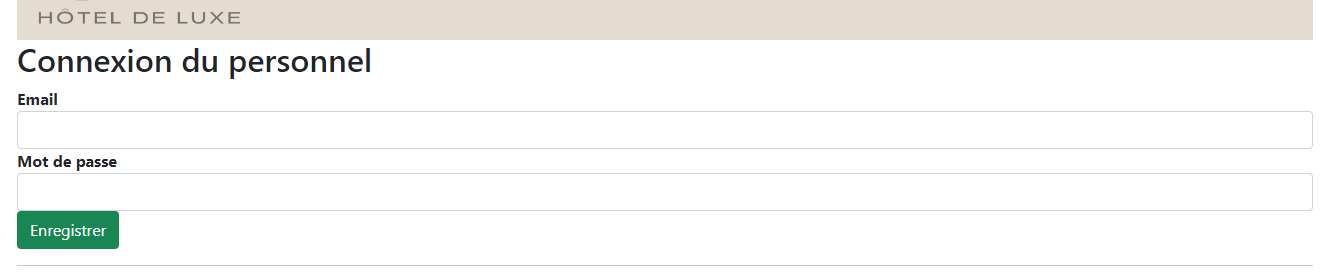 HÔTEL DE LUXE
Connexion du personnel
Email
Mot de passe
Enregistrer